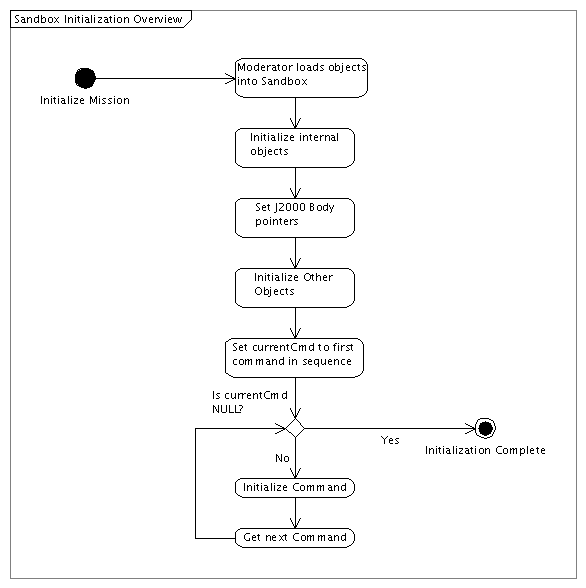 Sandbox Initialization Overview
Moderator loads objects
into Sandbox
Initialize Mission
Initialize internal
objects
Set J2000 Body
pointers
Initialize Other
Objects
Set currentCmd to first
command in sequence
Is currentCmd
NULL?
Yes
Initialization Complete
No
Initialize Command
Get next Command